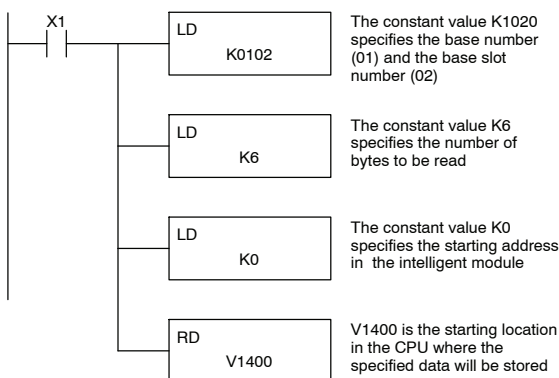 X1
LD
K0102
The constant value K1020
specifies the base number
(01) and the base slot
number (02)
LD
K6
The constant value K6
specifies the number of
bytes to be read
LD
K0
The constant value K0
specifies the starting address
in the intelligent module
RD
V1400
V1400 is the starting location
in the CPU where the
specified data will be stored